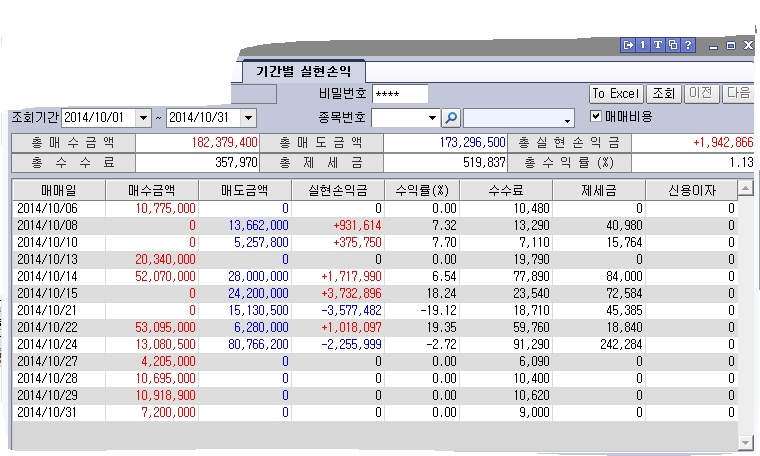 T ?
기간별 실현손익
비밀번호 **** To Excel 조회 이전 다음
조회기간 2014/10/01 ~ 2014/10/31 종목번호 매매비용
총 매 수 금 액 182,379,400 총 매 도 금 액 173,296,500 총 실 현 손 익 금 +1,942,866
총 수 수 료 357,970 총 제 세 금 519,837 총 수 익 률 (%) 1.13
매매일 매수금액 매도금액 실현손익금 수익률(%) 수수료 제세금 신용이자
2014/10/06 10,775,000 0 0 0.00 10,480 0 0
2014/10/08 0 13,662,000 +931,614 7.32 13,290 40,980 0
2014/10/10 0 5,257,800 +375,750 7.70 7,110 15,764 0
2014/10/13 20,340,000 0 0 0.00 19,790 0 0
2014/10/14 52,070,000 28,000,000 +1,717,990 6.54 77,890 84,000 0
2014/10/15 0 24,200,000 +3,732,896 18.24 23,540 72,584 0
2014/10/21 0 15,130,500 -3,577,482 -19.12 18,710 45,385 0
2014/10/22 53,095,000 6,280,000 +1,018,097 19.35 59,760 18,840 0
2014/10/24 13,080,500 80,766,200 -2,255,999 -2.72 91,290 242,284 0
2014/10/27 4,205,000 0 0 0.00 6,090 0 0
2014/10/28 10,695,000 0 0 0.00 10,400 0 0
2014/10/29 10,918,900 0 0 0.00 10,620 0 0
2014/10/31 7,200,000 0 0 0.00 9,000 0 0